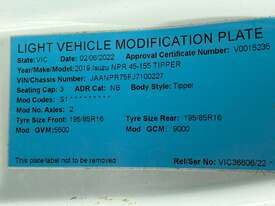 LIGHT VEHICLE MODIFICATION PLATE
State: VIC Date: 02/06/2022 Approval Certificate Number: V0015235
Year/Make/Model: 2019 Isuzu NPR 45-155 TIPPER
VIN/Chassis Number: JAANPR75FJ7100227
Seating Cap: 3 ADR Cat: NB Body Style: Tipper
Mod Codes: S1
Mod No. Axles: 2
Tyre Size Front: 195/85R16 Tyre Size Rear: 195/85R16
Mod GVM: 5500 Mod GCM: 9000
This plate/label not to be removed Ref/Ser No: VIC36606/22 -